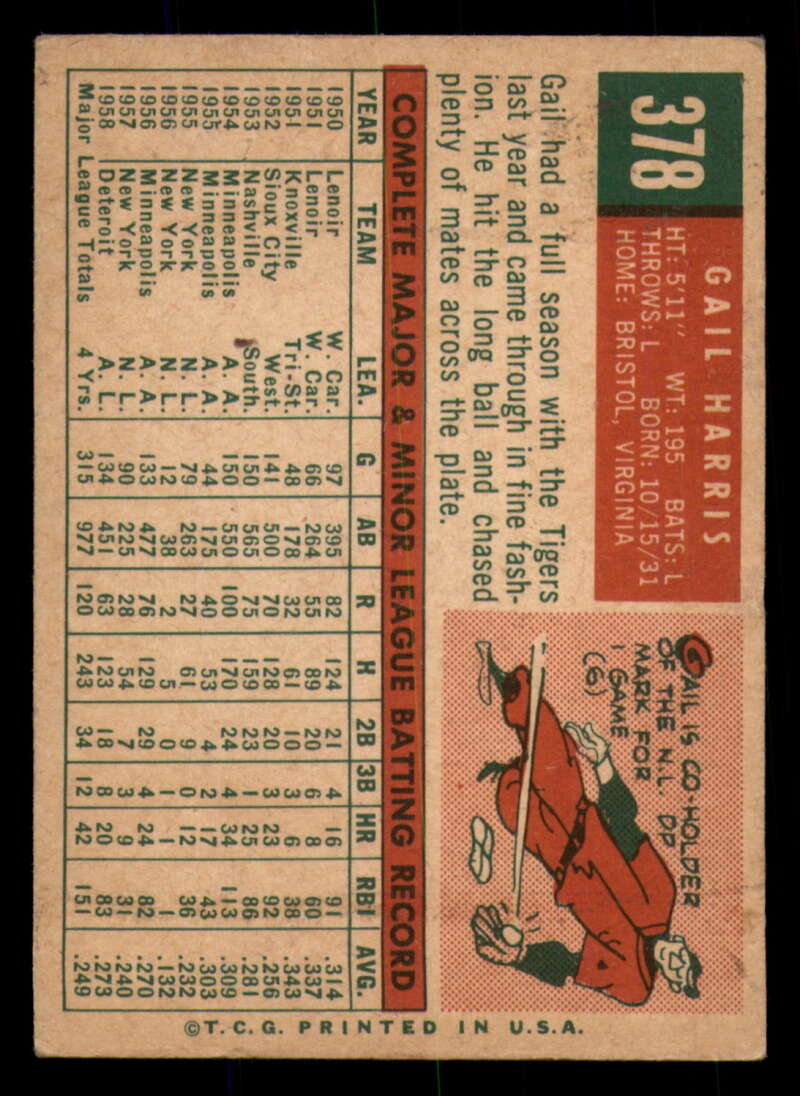 378
GAIL HARRIS
HT: 5'11" WT: 195 BATS: L
THROWS: L BORN: 10/15/31
HOME: BRISTOL, VIRGINIA
Gail had a full season with the Tigers
last year and came through in fine fash-
ion. He hit the long ball and chased
plenty of mates across the plate.
GAIL IS CO-HOLDER
OF THE N.L. DP
MARK FOR
1 GAME
(6)
COMPLETE MAJOR & MINOR LEAGUE BATTING RECORD
YEAR TEAM LEA. G AB R H 2B 3B HR RBI AVG.
1950 Lenoir W. Car. 97 395 82 124 21 4 16 91 .314
1951 Lenoir W. Car. 66 264 55 89 20 6 8 60 .337
1951 Knoxville Tri-St. 48 178 32 61 10 3 6 38 .343
1952 Sioux City West. 141 500 70 128 20 3 23 92 .256
1953 Nashville South. 150 565 75 159 23 1 25 86 .281
1954 Minneapolis A. A. 150 550 100 170 24 4 34 113 .309
1955 Minneapolis A. A. 44 175 40 53 4 2 17 43 .303
1955 New York N. L. 79 263 27 61 9 0 12 36 .232
1956 New York N. L. 12 38 2 5 0 1 1 1 .132
1956 Minneapolis A. A. 133 477 76 129 29 4 24 82 .270
1957 New York N. L. 90 225 28 54 7 3 9 31 .240
1958 Detroit A. L. 134 451 63 123 18 8 20 83 .273
Major League Totals 4 Yrs. 315 977 120 243 34 12 42 151 .249
©T.C.G. PRINTED IN U.S.A.